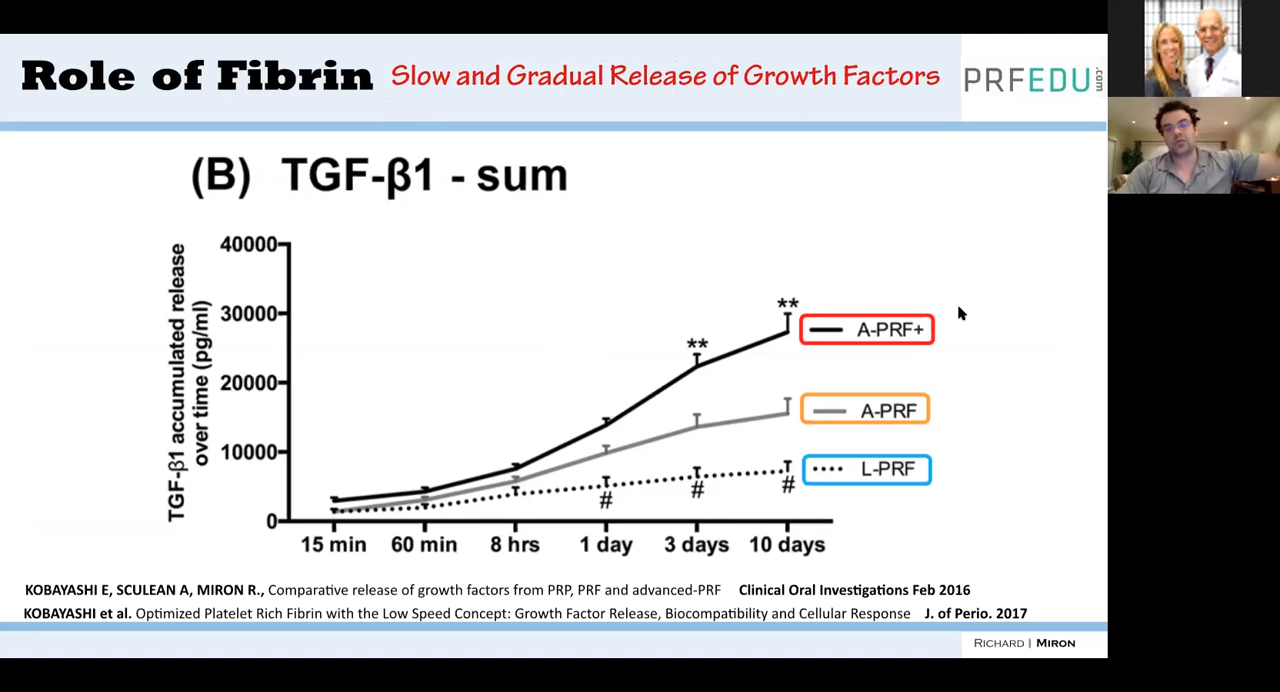 Role of Fibrin Slow and Gradual Release of Growth Factors PRFEDU.com
(B) TGF-β1 - sum
TGF-β1 accumulated release
over time (pg/ml)
40000
30000
20000
10000
0
** **
A-PRF+
A-PRF
L-PRF
# # #
15 min 60 min 8 hrs 1 day 3 days 10 days
KOBAYASHI E, SCULEAN A, MIRON R., Comparative release of growth factors from PRP, PRF and advanced-PRF Clinical Oral Investigations Feb 2016
KOBAYASHI et al. Optimized Platelet Rich Fibrin with the Low Speed Concept: Growth Factor Release, Biocompatibility and Cellular Response J. of Perio. 2017
RICHARD | MIRON